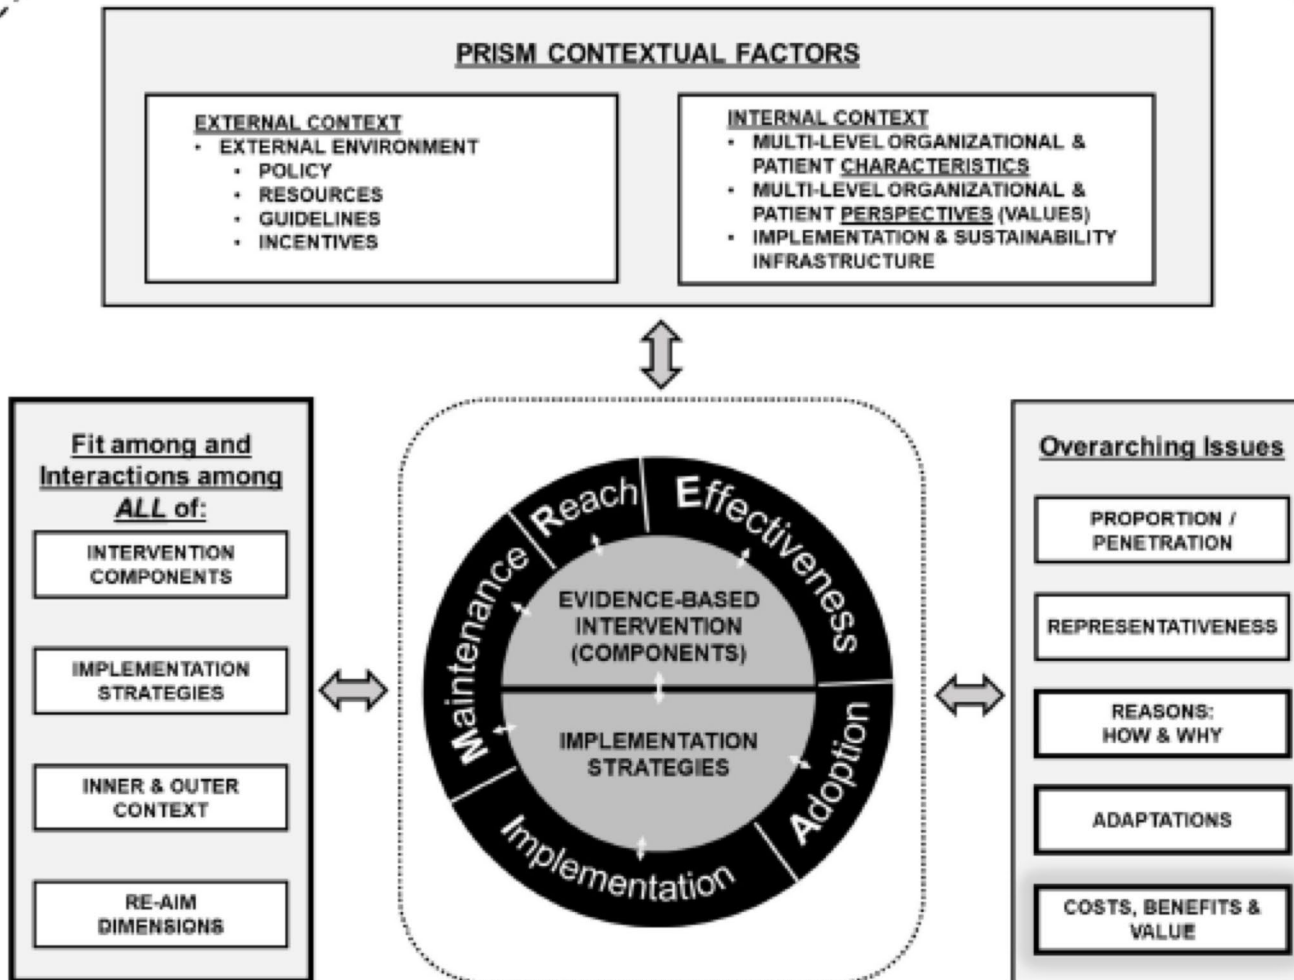 PRISM CONTEXTUAL FACTORS
EXTERNAL CONTEXT
• EXTERNAL ENVIRONMENT
• POLICY
• RESOURCES
• GUIDELINES
• INCENTIVES
INTERNAL CONTEXT
• MULTI-LEVEL ORGANIZATIONAL &
PATIENT CHARACTERISTICS
• MULTI-LEVEL ORGANIZATIONAL &
PATIENT PERSPECTIVES (VALUES)
• IMPLEMENTATION & SUSTAINABILITY
INFRASTRUCTURE
Fit among and
Interactions among
ALL of:
INTERVENTION
COMPONENTS
IMPLEMENTATION
STRATEGIES
INNER & OUTER
CONTEXT
RE-AIM
DIMENSIONS
Reach
Effectiveness
Adoption
Implementation
Maintenance
EVIDENCE-BASED
INTERVENTION
(COMPONENTS)
IMPLEMENTATION
STRATEGIES
Overarching Issues
PROPORTION /
PENETRATION
REPRESENTATIVENESS
REASONS:
HOW & WHY
ADAPTATIONS
COSTS, BENEFITS &
VALUE